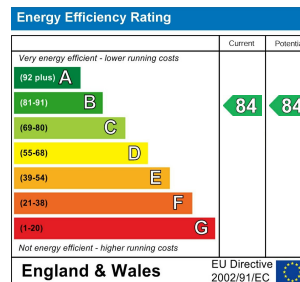 Energy Efficiency Rating
Current Potentia
Very energy efficient - lower running costs
(92 plus) A
(81-91) B 84 84
(69-80) C
(55-68) D
(39-54) E
(21-38) F
(1-20) G
Not energy efficient - higher running costs
England & Wales
EU Directive
2002/91/EC